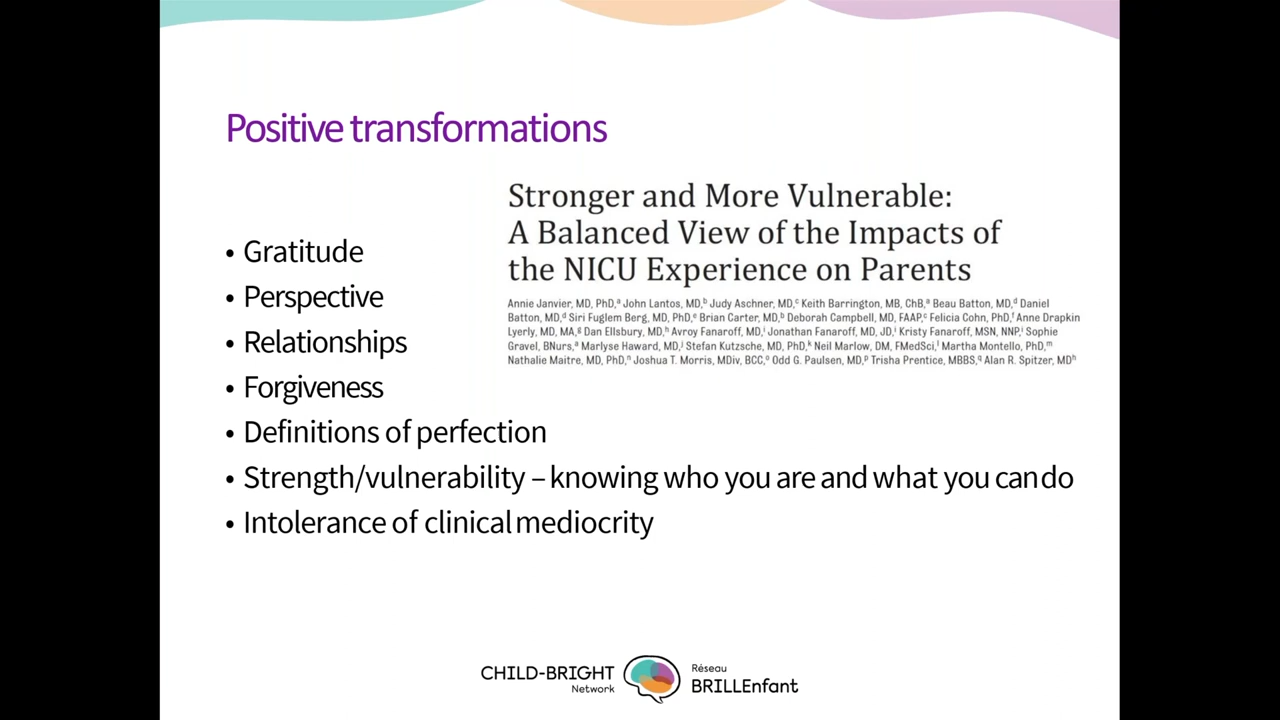 Positive transformations
Stronger and More Vulnerable:
A Balanced View of the Impacts of
the NICU Experience on Parents
Annie Janvier, MD, PhD,ᵃ John Lantos, MD,ᵇ Judy Aschner, MD,ᶜ Keith Barrington, MB, ChB,ᵃ Beau Batton, MD,ᵈ Daniel
Batton, MD,ᵈ Siri Fuglem Berg, MD, PhD,ᵉ Brian Carter, MD,ᵇ Deborah Campbell, MD, FAAP,ᶜ Felicia Cohn, PhD,ᶠ Anne Drapkin
Lyerly, MD, MA,ᵍ Dan Ellsbury, MD,ʰ Avroy Fanaroff, MD,ⁱ Jonathan Fanaroff, MD, JD,ⁱ Kristy Fanaroff, MSN, NNP,ⁱ Sophie
Gravel, BNurs,ᵃ Marlyse Haward, MD,ʲ Stefan Kutzsche, MD, PhD,ᵏ Neil Marlow, DM, FMedSci,ˡ Martha Montello, PhD,ᵐ
Nathalie Maitre, MD, PhD,ⁿ Joshua T. Morris, MDiv, BCC,ᵒ Odd G. Paulsen, MD,ᵖ Trisha Prentice, MBBS,𐞥 Alan R. Spitzer, MDʰ
• Gratitude
• Perspective
• Relationships
• Forgiveness
• Definitions of perfection
• Strength/vulnerability – knowing who you are and what you can do
• Intolerance of clinical mediocrity
CHILD-BRIGHT
Network
Réseau
BRILLEnfant